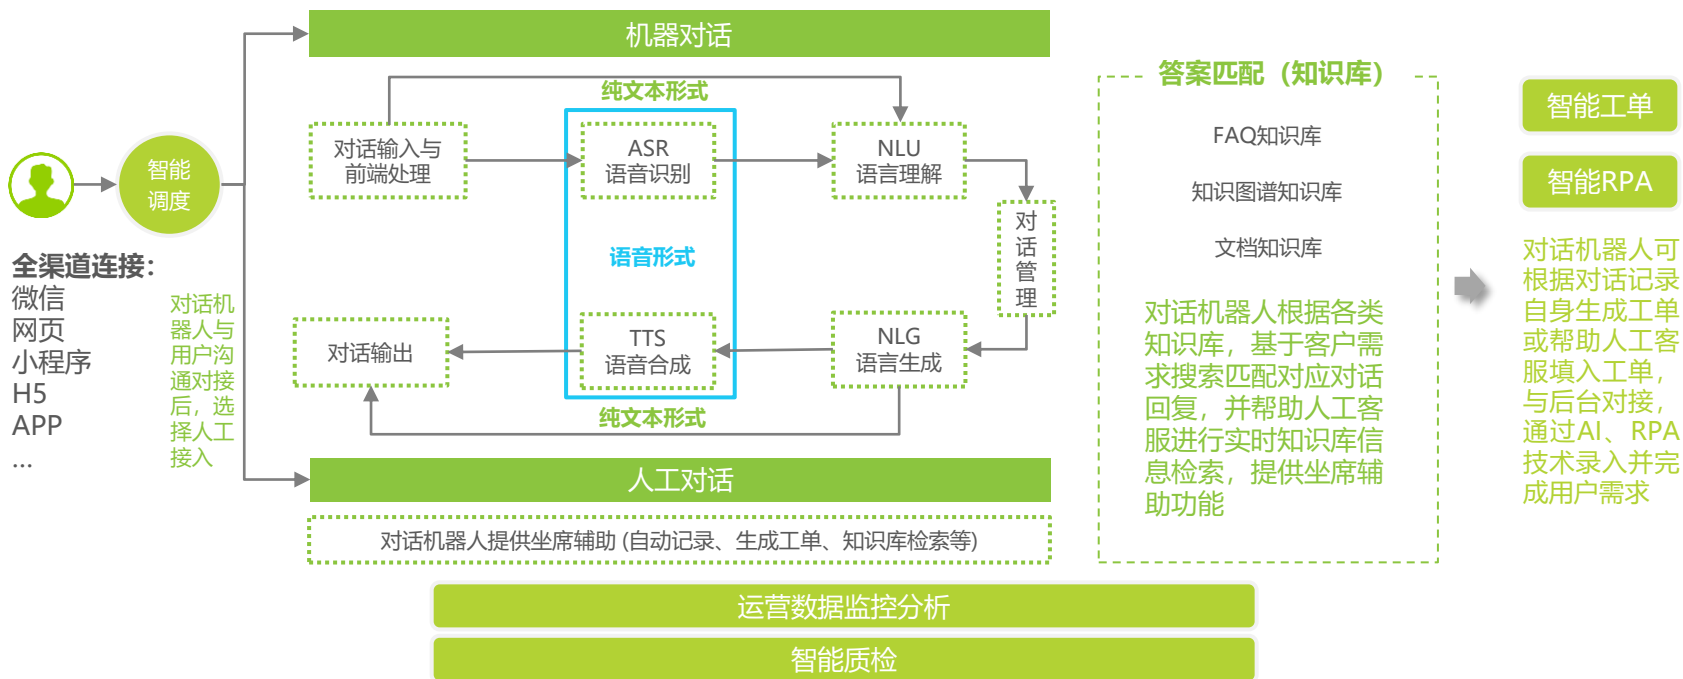 机器对话
纯文本形式
对话输入与
前端处理
ASR
语音识别
NLU
语言理解
智能
调度
对
话
管
理
语音形式
全渠道连接：
微信
网页
小程序
H5
APP
...
对话机
器人与
用户沟
通对接
后，选
择人工
接入
对话输出
TTS
语音合成
NLG
语言生成
纯文本形式
人工对话
对话机器人提供坐席辅助 (自动记录、生成工单、知识库检索等)
答案匹配（知识库）
FAQ知识库
知识图谱知识库
文档知识库
对话机器人根据各类
知识库，基于客户需
求搜索匹配对应对话
回复，并帮助人工客
服进行实时知识库信
息检索，提供坐席辅
助功能
智能工单
智能RPA
对话机器人可
根据对话记录
自身生成工单
或帮助人工客
服填入工单，
与后台对接，
通过AI、RPA
技术录入并完
成用户需求
运营数据监控分析
智能质检